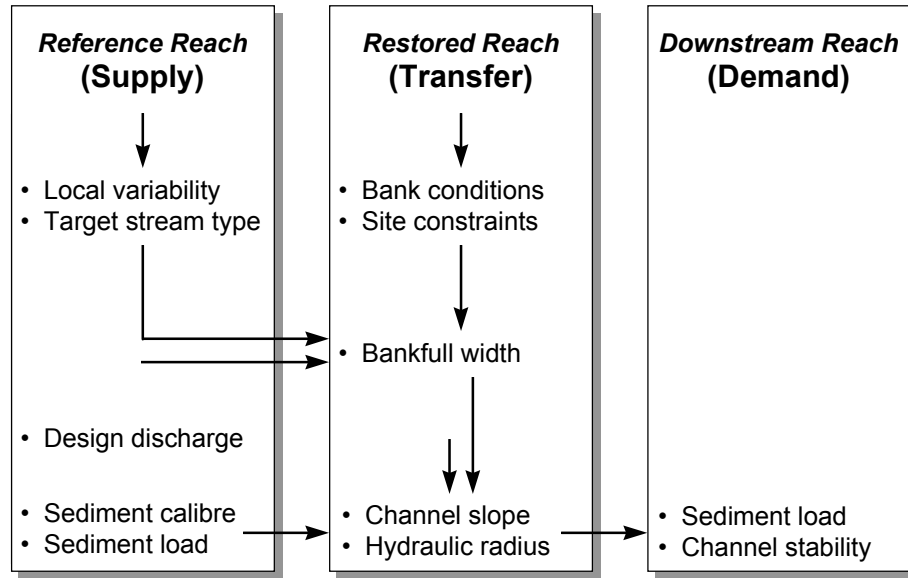 Reference Reach
(Supply)
• Local variability
• Target stream type
• Design discharge
• Sediment calibre
• Sediment load
Restored Reach
(Transfer)
• Bank conditions
• Site constraints
• Bankfull width
• Channel slope
• Hydraulic radius
Downstream Reach
(Demand)
• Sediment load
• Channel stability